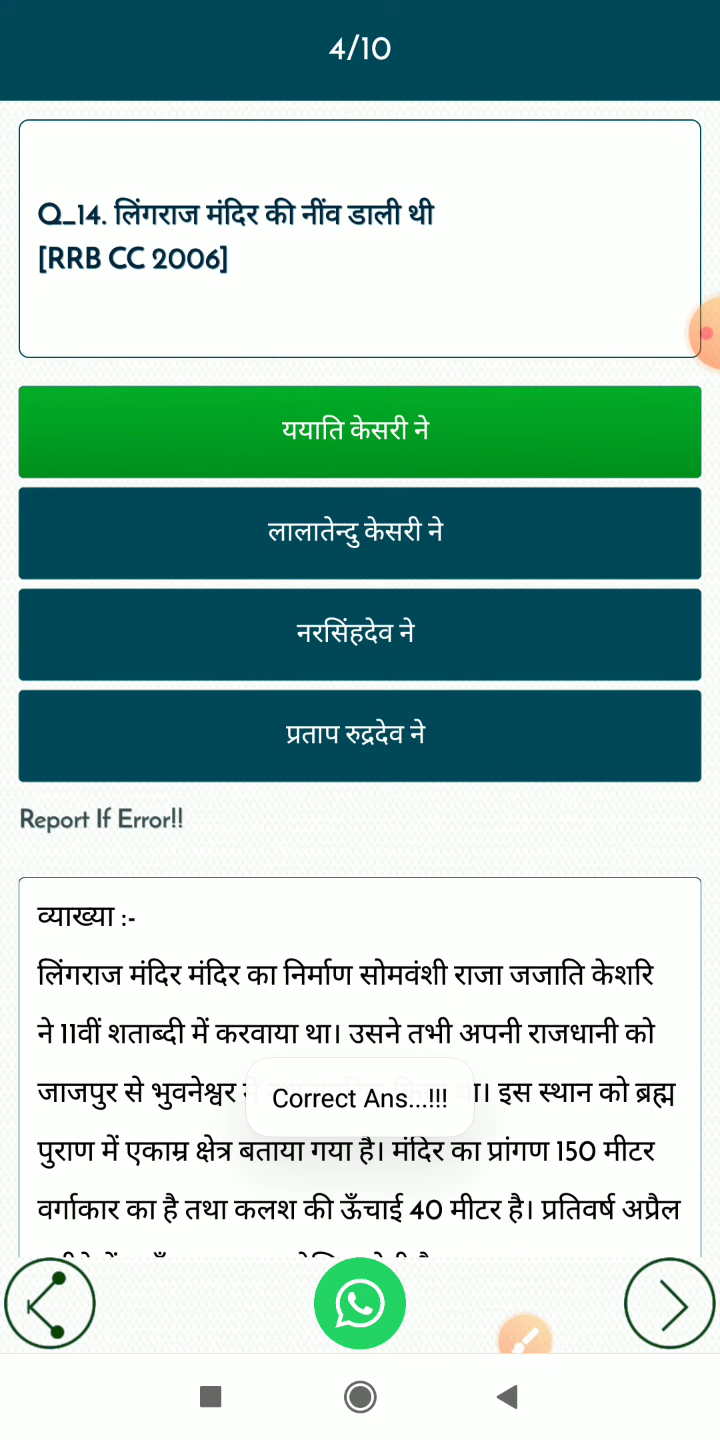 4/10
Q_14. लिंगराज मंदिर की नींव डाली थी
[RRB CC 2006]
ययाति केसरी ने
लालातेन्दु केसरी ने
नरसिंहदेव ने
प्रताप रुद्रदेव ने
Report If Error!!
व्याख्या :-
लिंगराज मंदिर मंदिर का निर्माण सोमवंशी राजा जजाति केशरि
ने 11वीं शताब्दी में करवाया था। उसने तभी अपनी राजधानी को
जाजपुर से भुवनेश्वर था। इस स्थान को ब्रह्म
Correct Ans...!!!
पुराण में एकाम्र क्षेत्र बताया गया है। मंदिर का प्रांगण 150 मीटर
वर्गाकार का है तथा कलश की ऊँचाई 40 मीटर है। प्रतिवर्ष अप्रैल